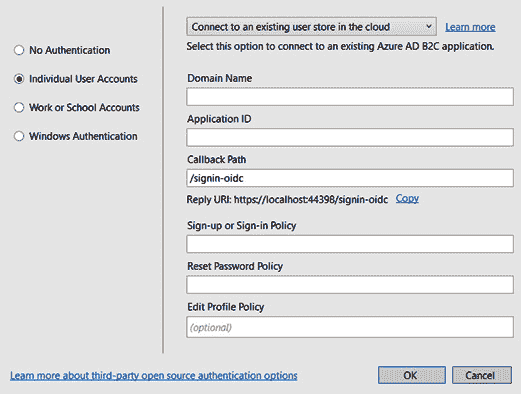 Connect to an existing user store in the cloud
Learn more
Select this option to connect to an existing Azure AD B2C application.
No Authentication
Individual User Accounts
Work or School Accounts
Windows Authentication
Domain Name
Application ID
Callback Path
/signin-oidc
Reply URI: https://localhost:44398/signin-oidc Copy
Sign-up or Sign-in Policy
Reset Password Policy
Edit Profile Policy
(optional)
Learn more about third-party open source authentication options
OK
Cancel